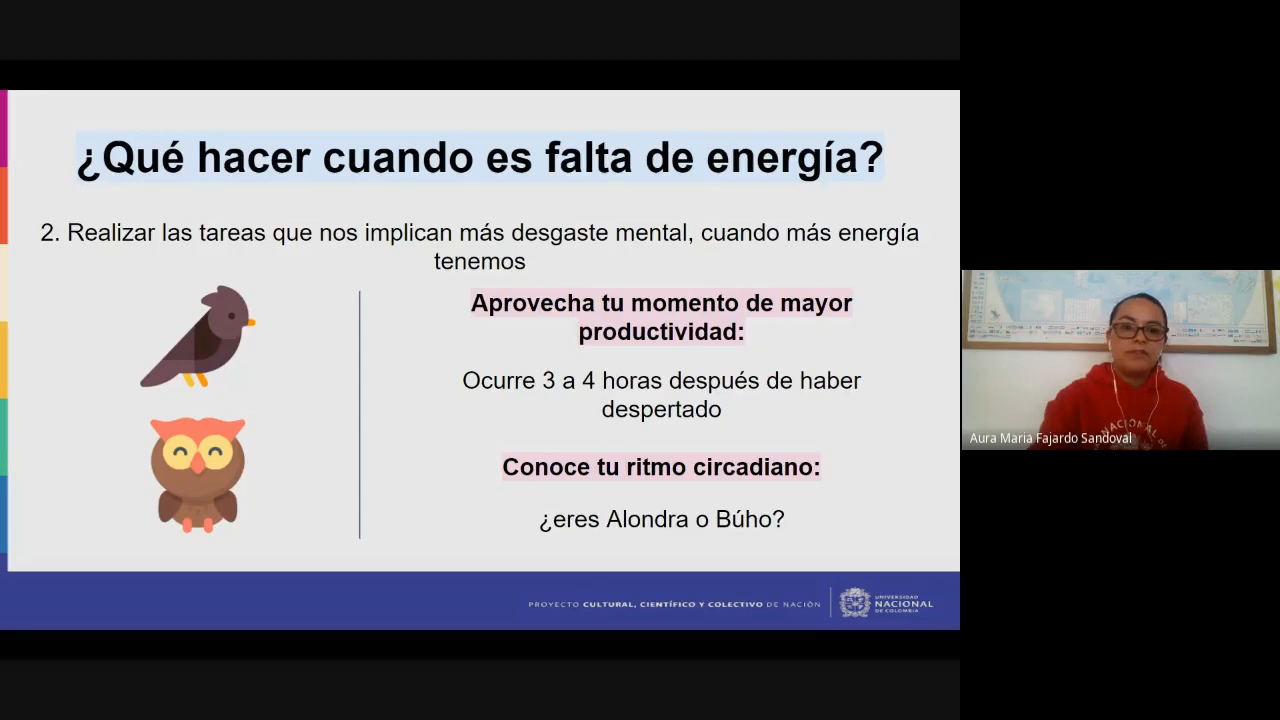 ¿Qué hacer cuando es falta de energía?
2. Realizar las tareas que nos implican más desgaste mental, cuando más energía
tenemos
Aprovecha tu momento de mayor
productividad:
Ocurre 3 a 4 horas después de haber
despertado
Conoce tu ritmo circadiano:
¿eres Alondra o Búho?
PROYECTO CULTURAL, CIENTÍFICO Y COLECTIVO DE NACIÓN
UNIVERSIDAD
NACIONAL
DE COLOMBIA
NACIONAL DE
Aura Maria Fajardo Sandoval